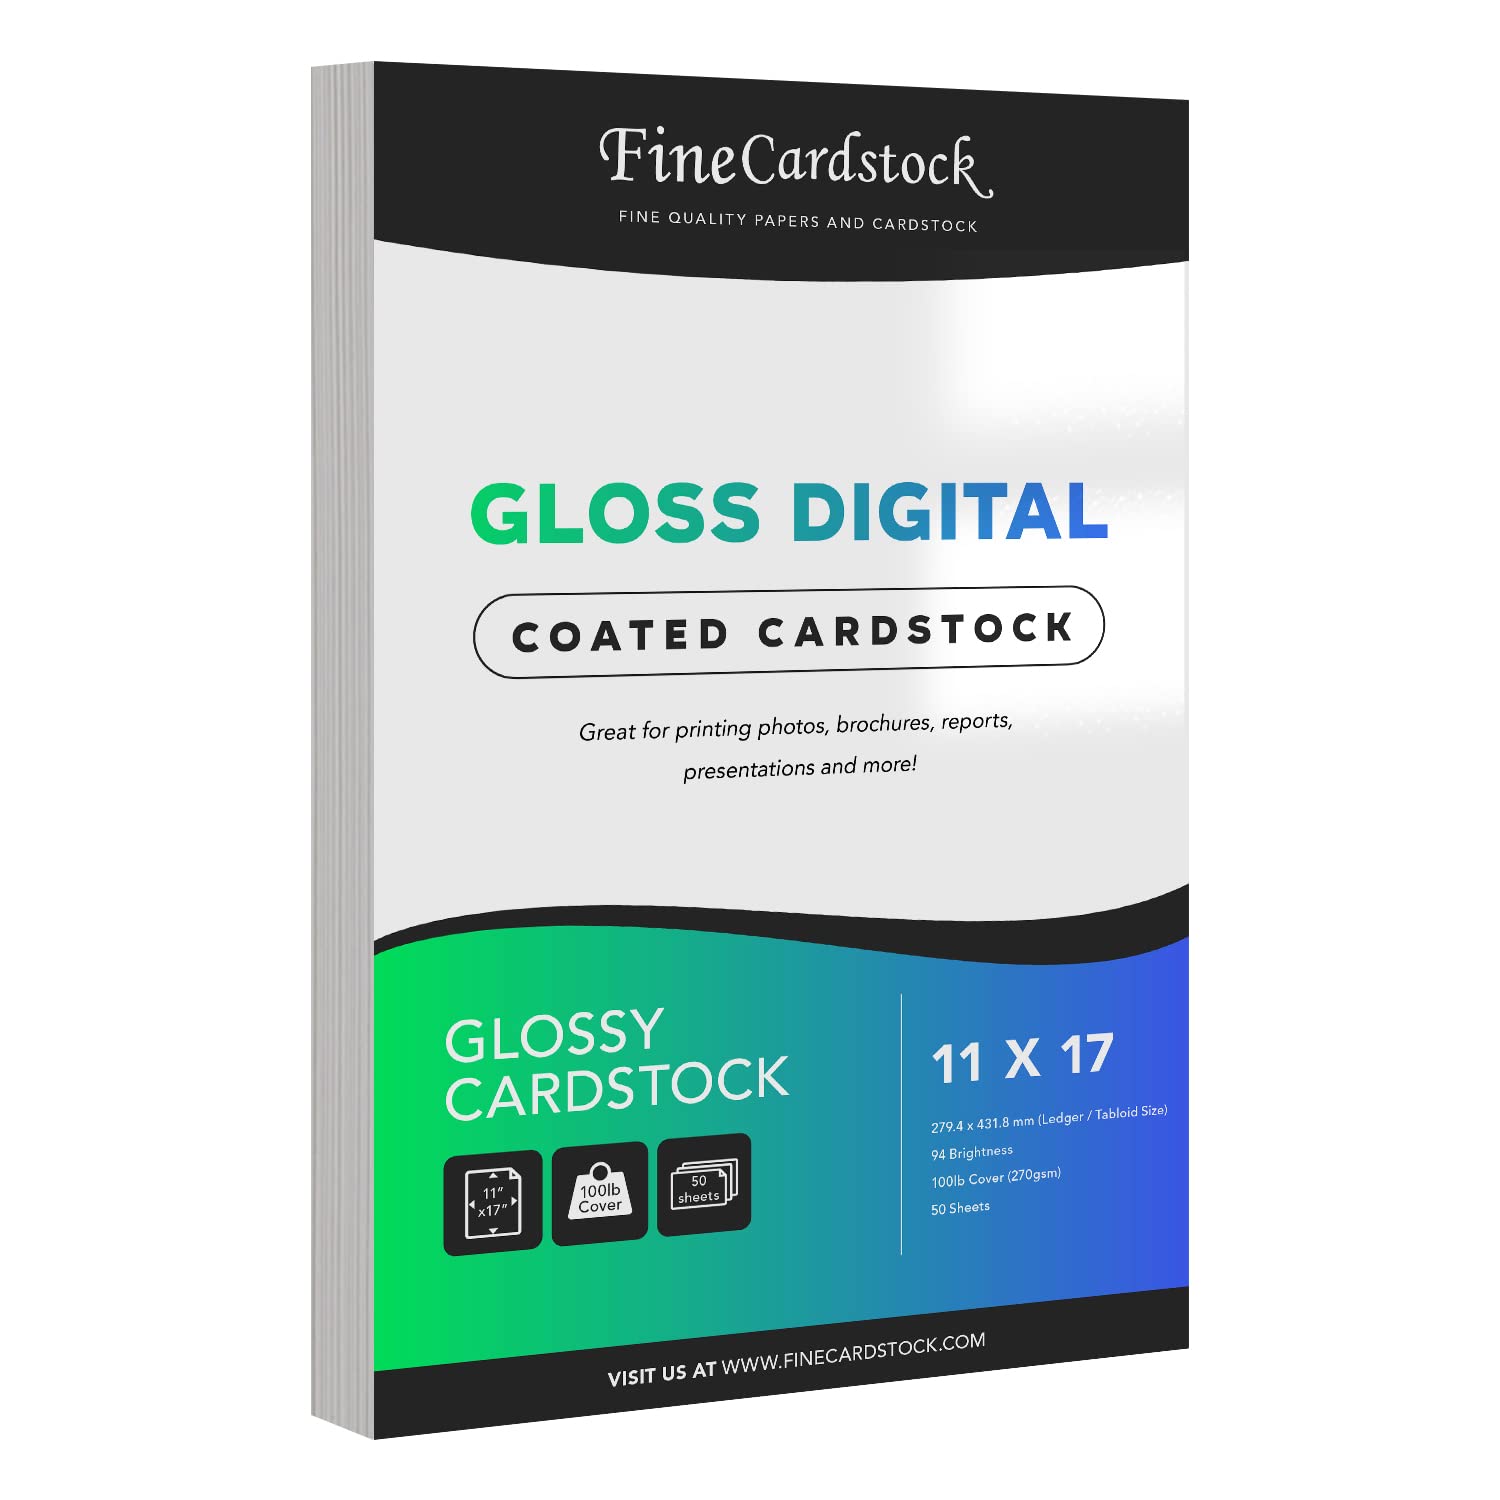 FineCardstock
FINE QUALITY PAPERS AND CARDSTOCK
GLOSS DIGITAL
COATED CARDSTOCK
Great for printing photos, brochures, reports,
presentations and more!
GLOSSY
CARDSTOCK
11"
x17"
100lb
Cover
50
sheets
11 X 17
279.4 x 431.8 mm (Ledger / Tabloid Size)
94 Brightness
100lb Cover (270gsm)
50 Sheets
VISIT US AT WWW.FINECARDSTOCK.COM